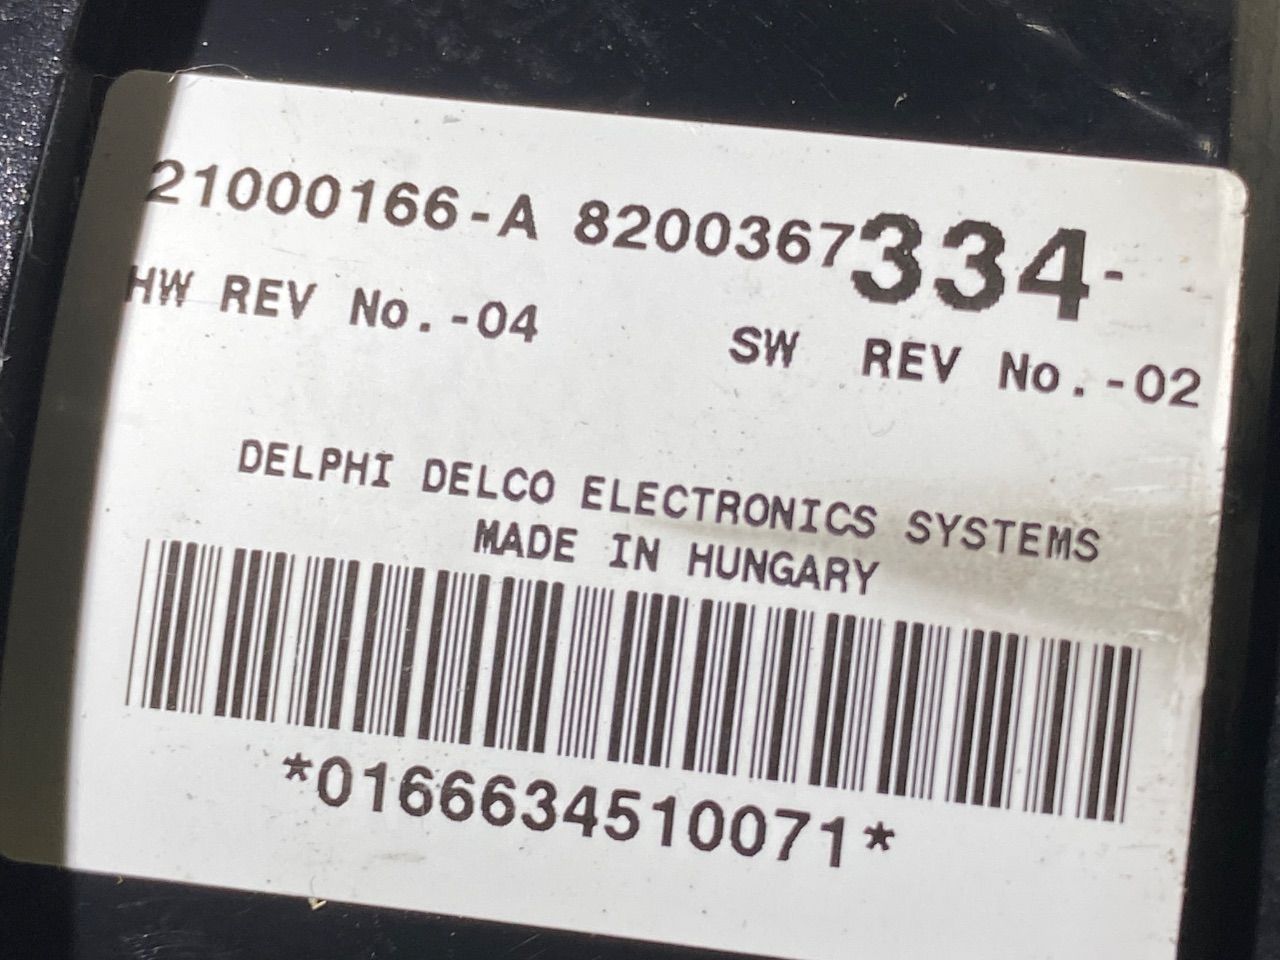 21000166-A 8200367334-
HW REV No.-04
SW REV No.-02
DELPHI DELCO ELECTRONICS SYSTEMS
MADE IN HUNGARY
*0166634510071*